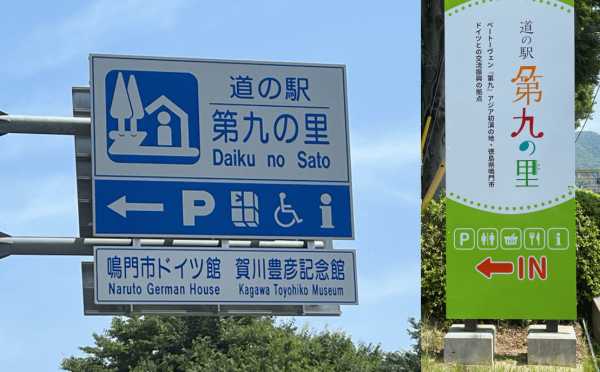 道の駅
第九の里
Daiku no Sato
P i
鳴門市ドイツ館 賀川豊彦記念館
Naruto German House Kagawa Toyohiko Museum
道の駅
第九の里
ベートーヴェン『第九』アジア初演の地・徳島県鳴門市
ドイツとの交流振興の拠点
P i
IN